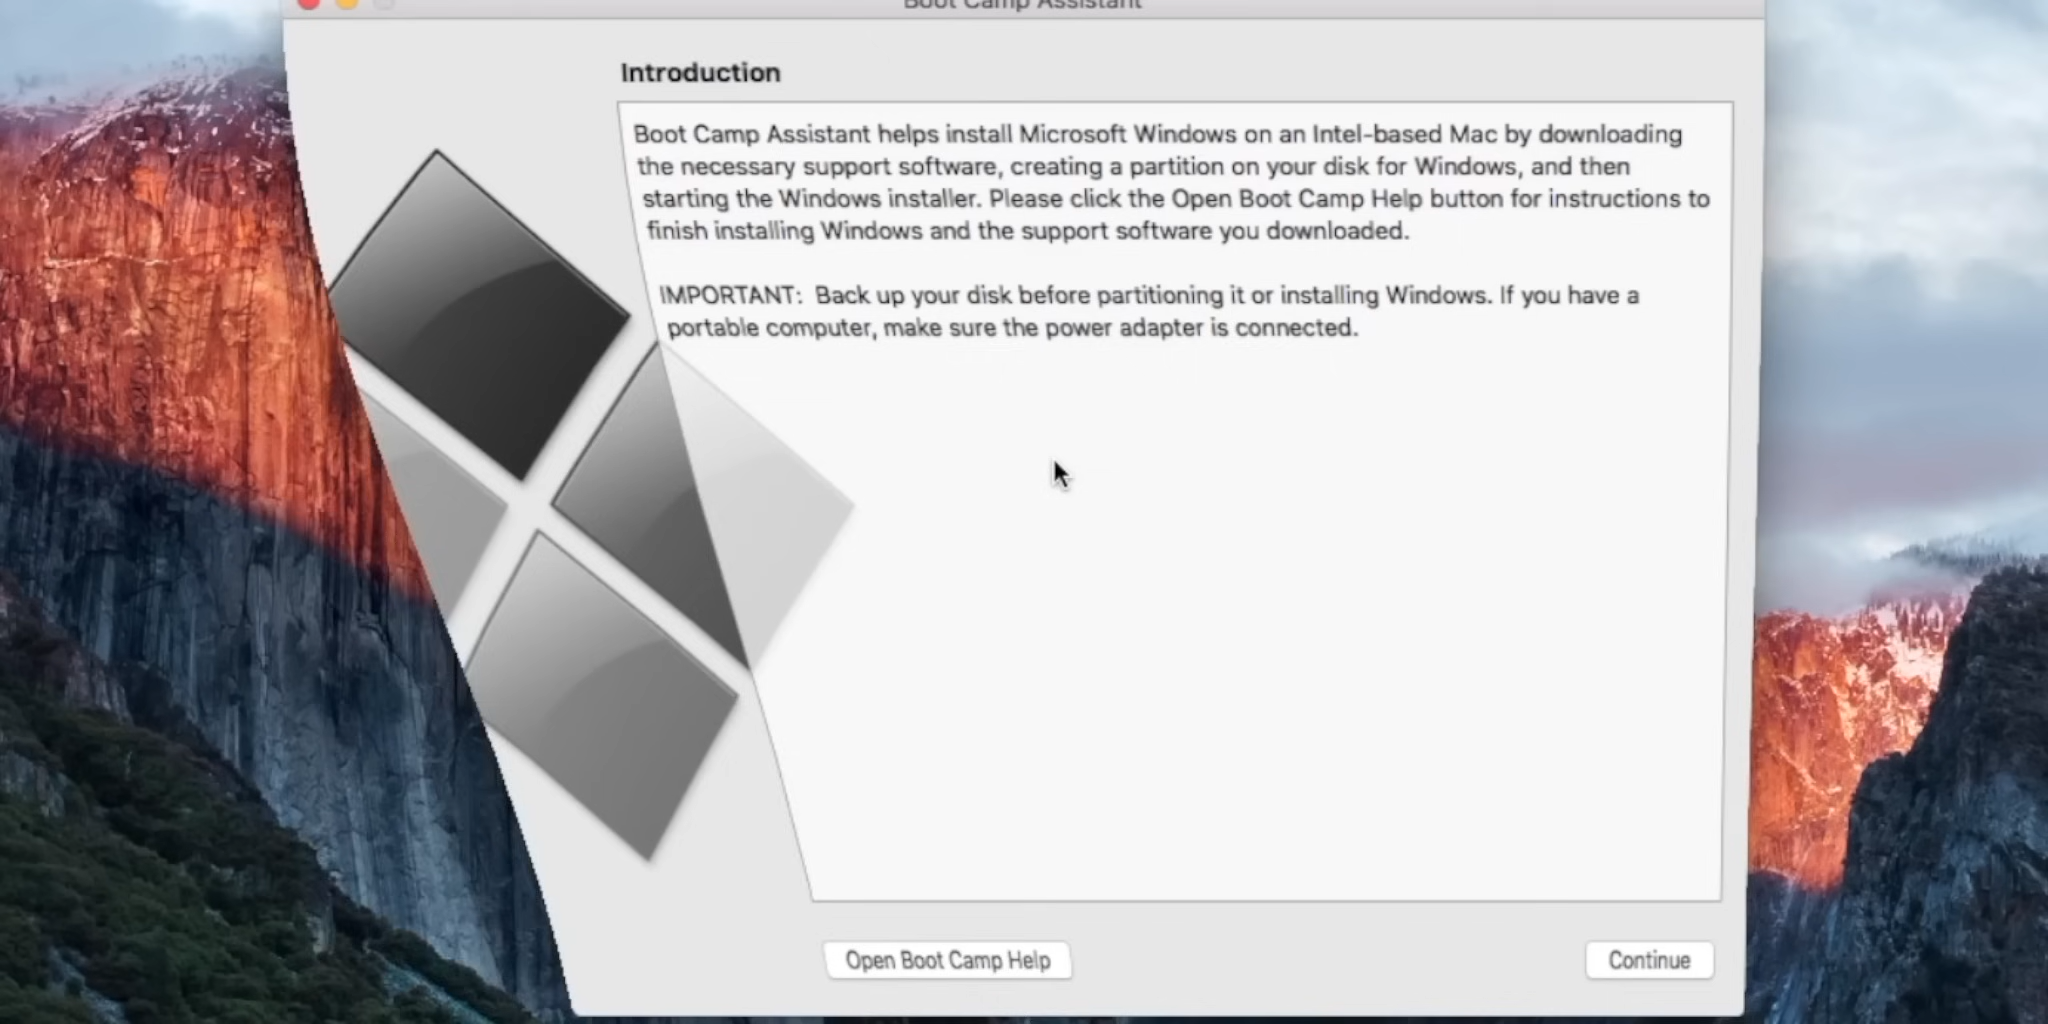 Boot Camp Assistant
Introduction
Boot Camp Assistant helps install Microsoft Windows on an Intel-based Mac by downloading
the necessary support software, creating a partition on your disk for Windows, and then
starting the Windows installer. Please click the Open Boot Camp Help button for instructions to
finish installing Windows and the support software you downloaded.
IMPORTANT: Back up your disk before partitioning it or installing Windows. If you have a
portable computer, make sure the power adapter is connected.
Open Boot Camp Help
Continue